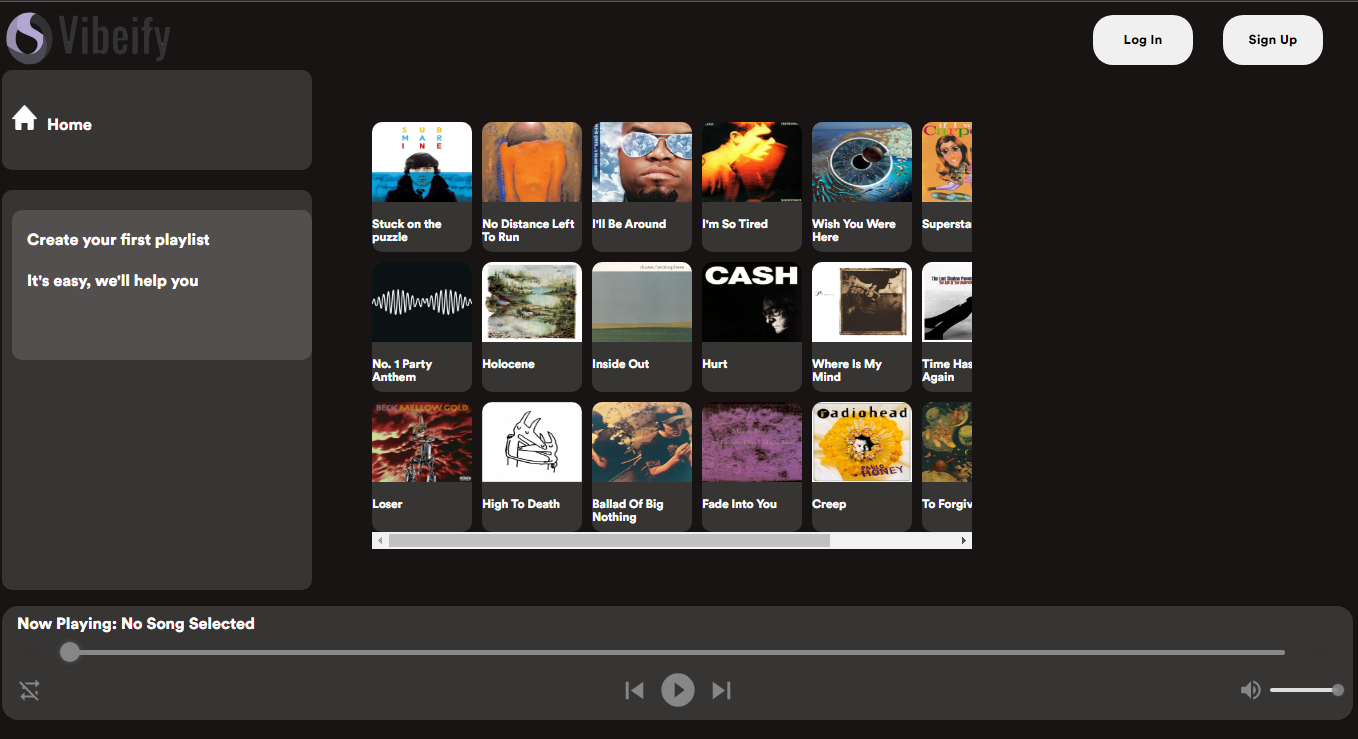 Vibeify
Log In
Sign Up
Home
Create your first playlist
It's easy, we'll help you
S U B
M A R
I N E
Stuck on the
puzzle
No Distance Left
To Run
I'll Be Around
I'm So Tired
Wish You Were
Here
Carpe
Supersta
No. 1 Party
Anthem
Holocene
Inside Out
CASH
Hurt
Where Is My
Mind
The Last Shadow
Time Has
Again
BECK MELLOW GOLD
Loser
High To Death
Ballad Of Big
Nothing
Fade Into You
radiohead
PABLO
HONEY
Creep
To Forgiv
Now Playing: No Song Selected